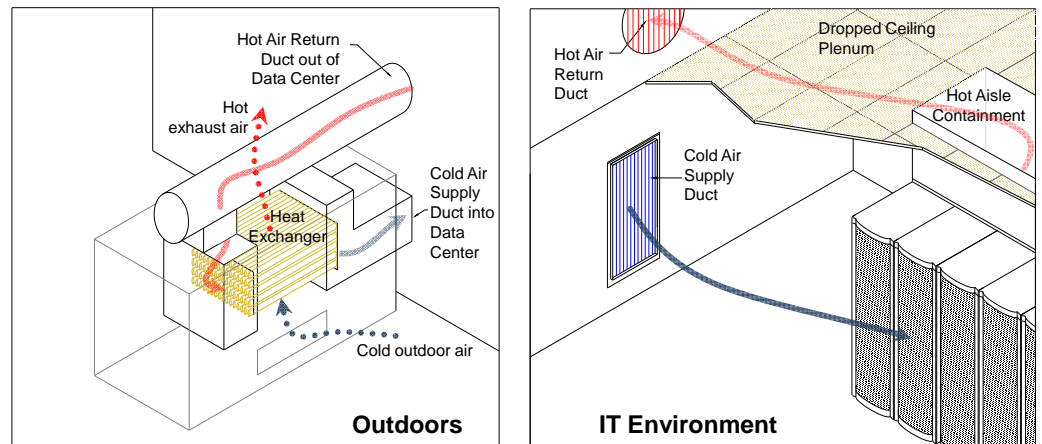 Hot Air Return
Duct out of
Data Center
Hot
exhaust air
Cold Air
Supply
Duct into
Data
Center
Heat
Exchanger
Cold outdoor air
Outdoors
Dropped Ceiling
Plenum
Hot Air
Return
Duct
Hot Aisle
Containment
Cold Air
Supply
Duct
IT Environment